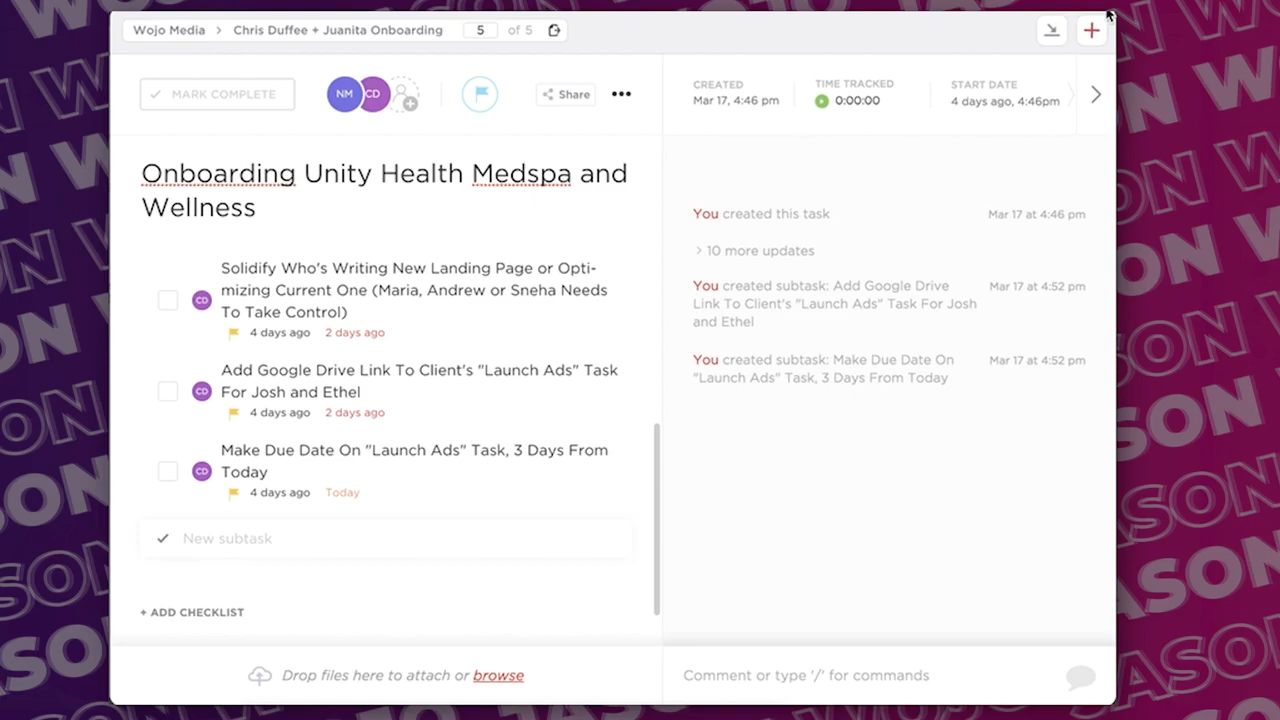 Wojo Media > Chris Duffee + Juanita Onboarding 5 of 5
MARK COMPLETE
NM CD
Share
CREATED
Mar 17, 4:46 pm
TIME TRACKED
0:00:00
START DATE
4 days ago, 4:46pm
Onboarding Unity Health Medspa and
Wellness
Solidify Who's Writing New Landing Page or Opti-
mizing Current One (Maria, Andrew or Sneha Needs
To Take Control)
CD
4 days ago 2 days ago
Add Google Drive Link To Client's "Launch Ads" Task
For Josh and Ethel
CD
4 days ago 2 days ago
Make Due Date On "Launch Ads" Task, 3 Days From
Today
CD
4 days ago Today
New subtask
+ ADD CHECKLIST
Drop files here to attach or browse
You created this task Mar 17 at 4:46 pm
> 10 more updates
You created subtask: Add Google Drive Mar 17 at 4:52 pm
Link To Client's "Launch Ads" Task For Josh
and Ethel
You created subtask: Make Due Date On Mar 17 at 4:52 pm
"Launch Ads" Task, 3 Days From Today
Comment or type '/' for commands